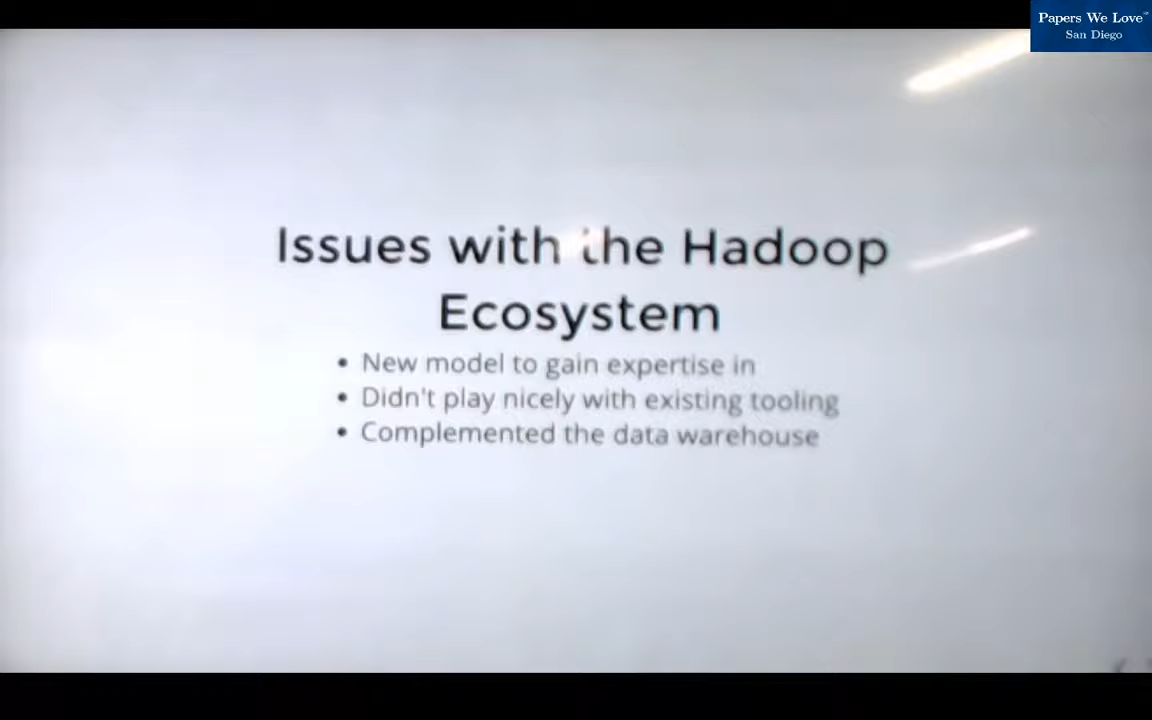 Papers We Love
San Diego
Issues with the Hadoop
Ecosystem
• New model to gain expertise in
• Didn't play nicely with existing tooling
• Complemented the data warehouse